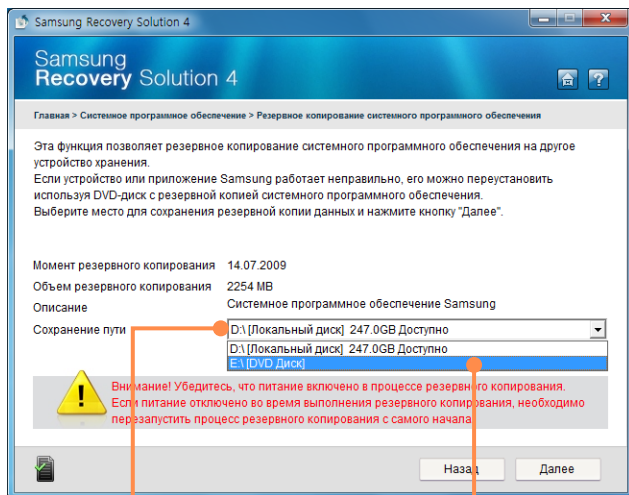 Samsung Recovery Solution 4
Samsung
Recovery Solution 4
Главная > Системное программное обеспечение > Резервное копирование системного программного обеспечения
Эта функция позволяет резервное копирование системного программного обеспечения на другое
устройство хранения.
Если устройство или приложение Samsung работает неправильно, его можно переустановить
используя DVD-диск с резервной копией системного программного обеспечения.
Выберите место для сохранения резервной копии данных и нажмите кнопку "Далее".
Момент резервного копирования 14.07.2009
Объем резервного копирования 2254 MB
Описание Системное программное обеспечение Samsung
Сохранение пути D:\ [Локальный диск] 247.0GB Доступно
D:\ [Локальный диск] 247.0GB Доступно
E:\ [DVD Диск]
Внимание! Убедитесь, что питание включено в процессе резервного копирования.
Если питание отключено во время выполнения резервного копирования, необходимо
перезапустить процесс резервного копирования с самого начала.
Назад Далее